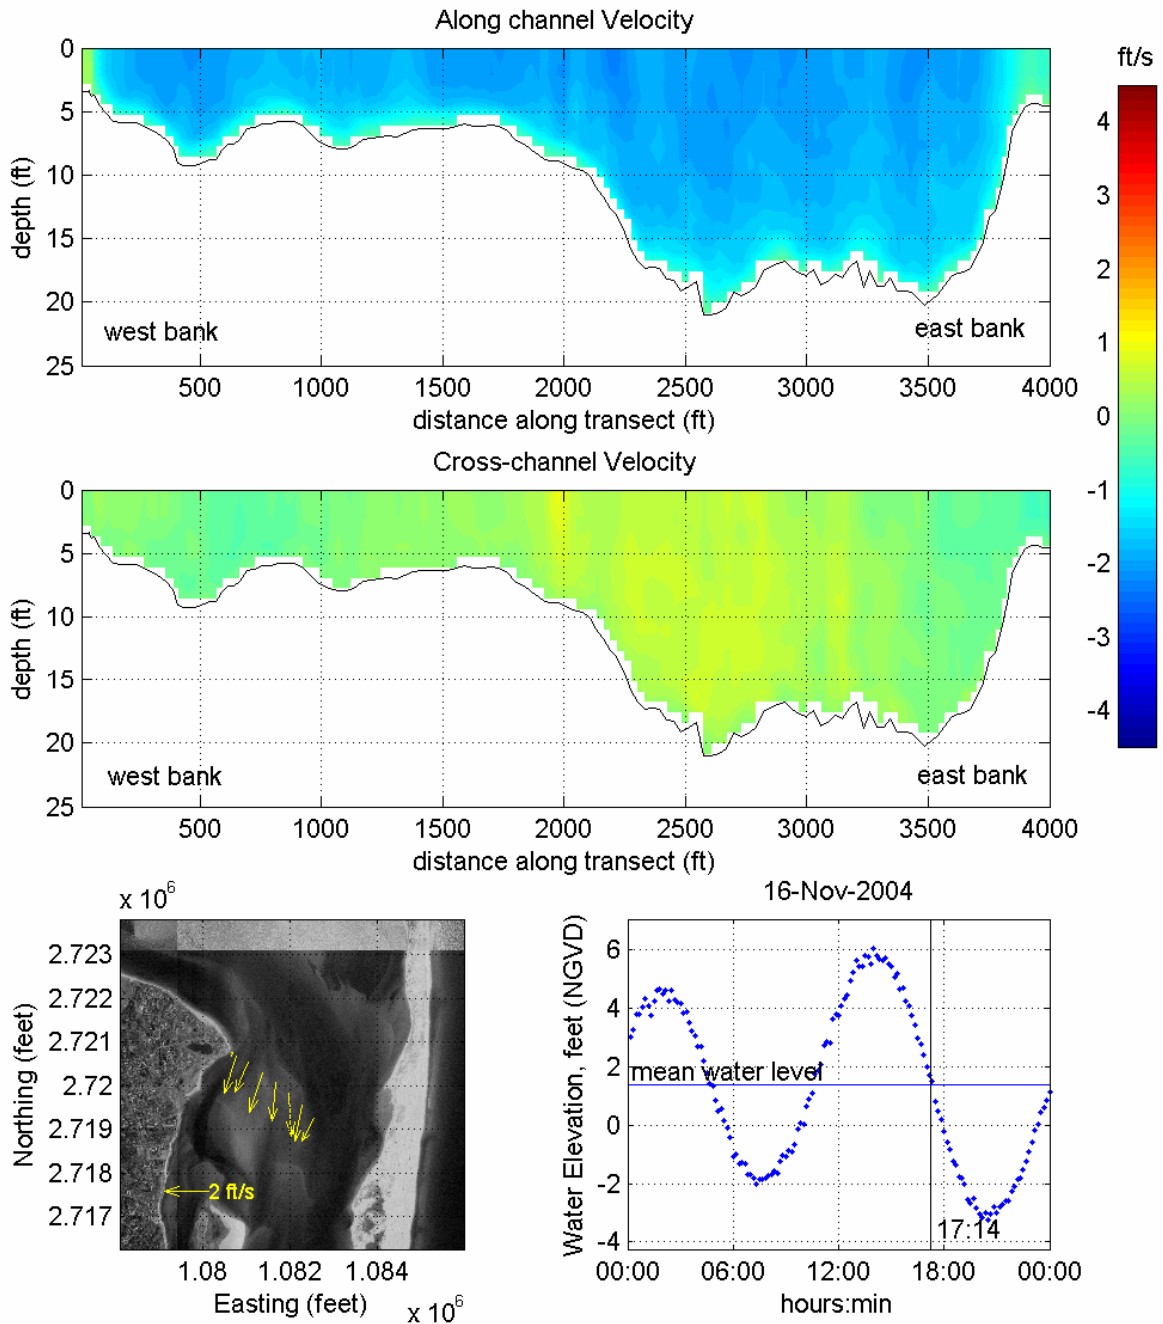 Along channel Velocity
ft/s
0
5
10
15
20
25
depth (ft)
west bank
east bank
500 1000 1500 2000 2500 3000 3500 4000
distance along transect (ft)
4
3
2
1
0
-1
-2
-3
-4
Cross-channel Velocity
0
5
10
15
20
25
depth (ft)
west bank
east bank
500 1000 1500 2000 2500 3000 3500 4000
distance along transect (ft)
x 10^6
2.723
2.722
2.721
2.72
2.719
2.718
2.717
Northing (feet)
2 ft/s
1.08 1.082 1.084
Easting (feet)
x 10^6
16-Nov-2004
Water Elevation, feet (NGVD)
6
4
2
0
-2
-4
mean water level
17:14
00:00 06:00 12:00 18:00 00:00
hours:min